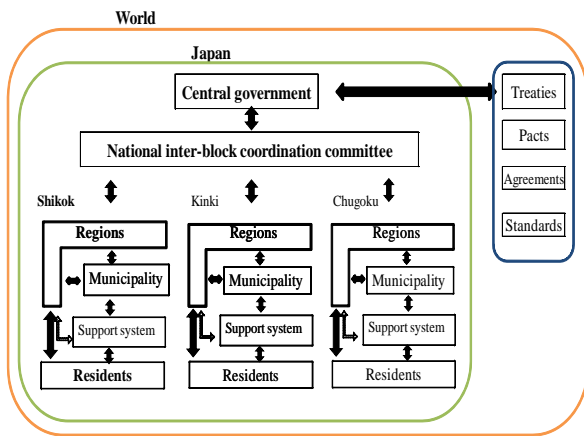 World
Japan
Central government
National inter-block coordination committee
Shikok
Kinki
Chugoku
Regions
Regions
Regions
Municipality
Municipality
Municipality
Support system
Support system
Support system
Residents
Residents
Residents
Treaties
Pacts
Agreements
Standards